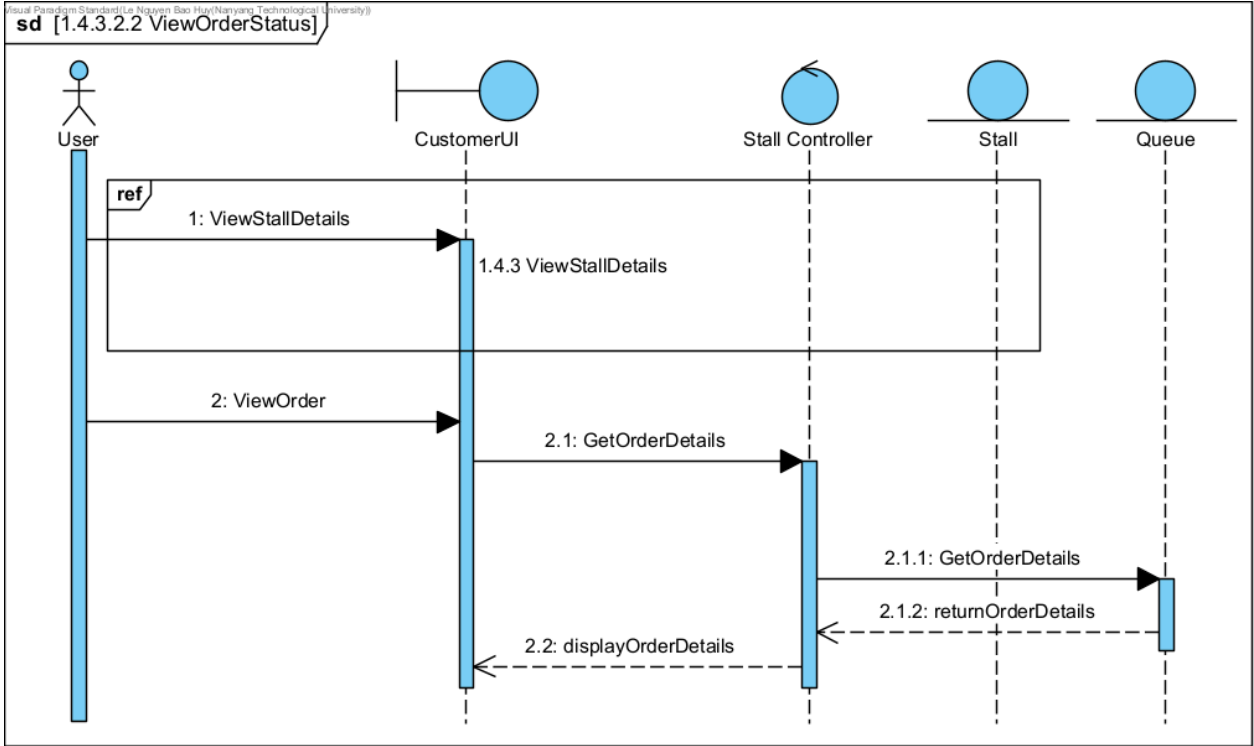 Visual Paradigm Standard(Le Nguyen Bao Huy(Nanyang Technological University))
sd [1.4.3.2.2 ViewOrderStatus]
User
CustomerUI
Stall Controller
Stall
Queue
ref
1: ViewStallDetails
1.4.3 ViewStallDetails
2: ViewOrder
2.1: GetOrderDetails
2.1.1: GetOrderDetails
2.1.2: returnOrderDetails
2.2: displayOrderDetails